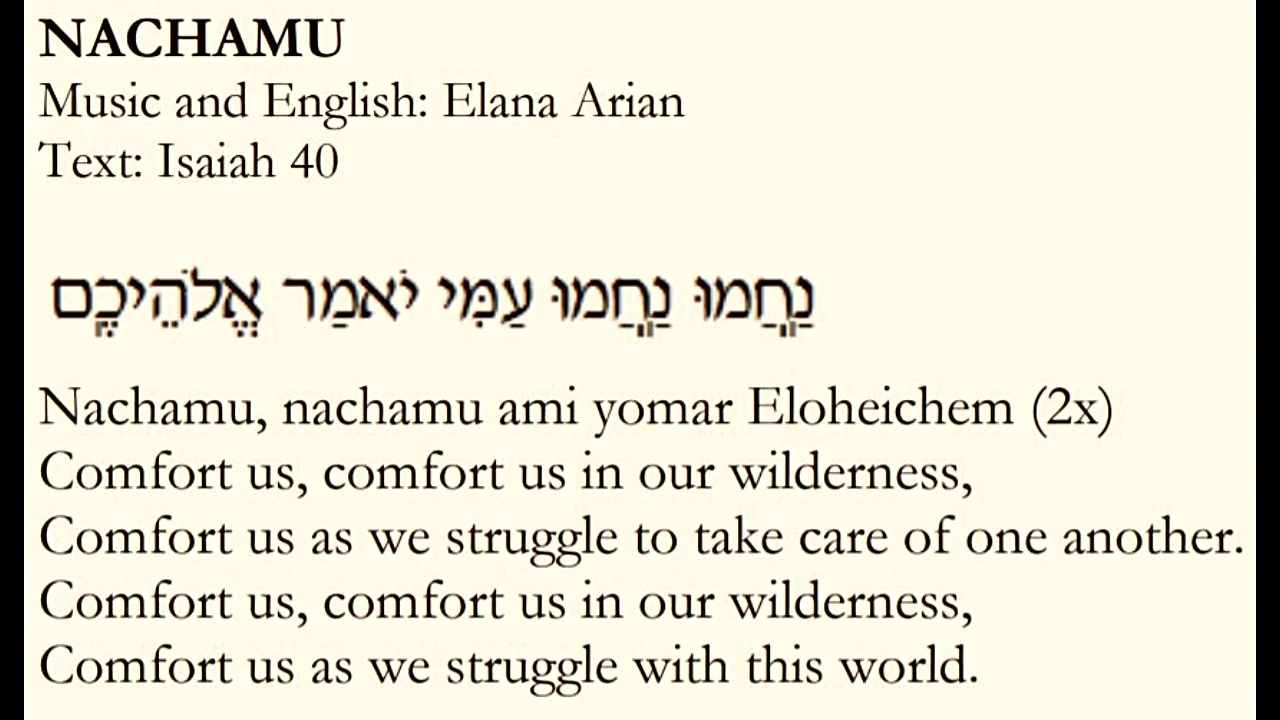 NACHAMU
Music and English: Elana Arian
Text: Isaiah 40
נַחֲמוּ נַחֲמוּ עַמִּי יֹאמַר אֱלֹהֵיכֶם
Nachamu, nachamu ami yomar Eloheichem (2x)
Comfort us, comfort us in our wilderness,
Comfort us as we struggle to take care of one another.
Comfort us, comfort us in our wilderness,
Comfort us as we struggle with this world.